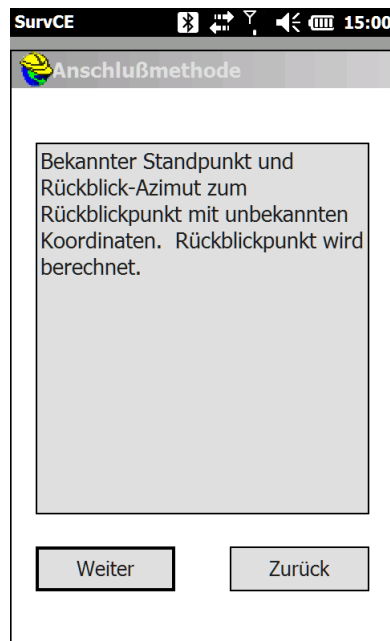 SurvCE 15:00
Anschlußmethode
Bekannter Standpunkt und
Rückblick-Azimut zum
Rückblickpunkt mit unbekannten
Koordinaten.  Rückblickpunkt wird
berechnet.
Weiter Zurück